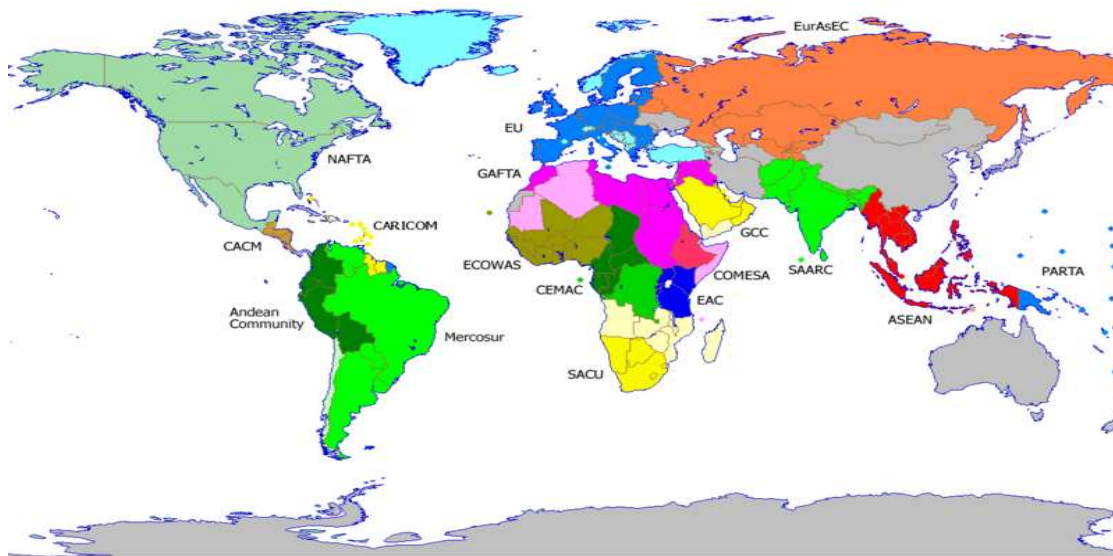 EurAsEC
EU
NAFTA
GAFTA
CARICOM
GCC
CACM
ECOWAS
COMESA
SAARC
PARTA
CEMAC
EAC
Andean
Community
ASEAN
Mercosur
SACU